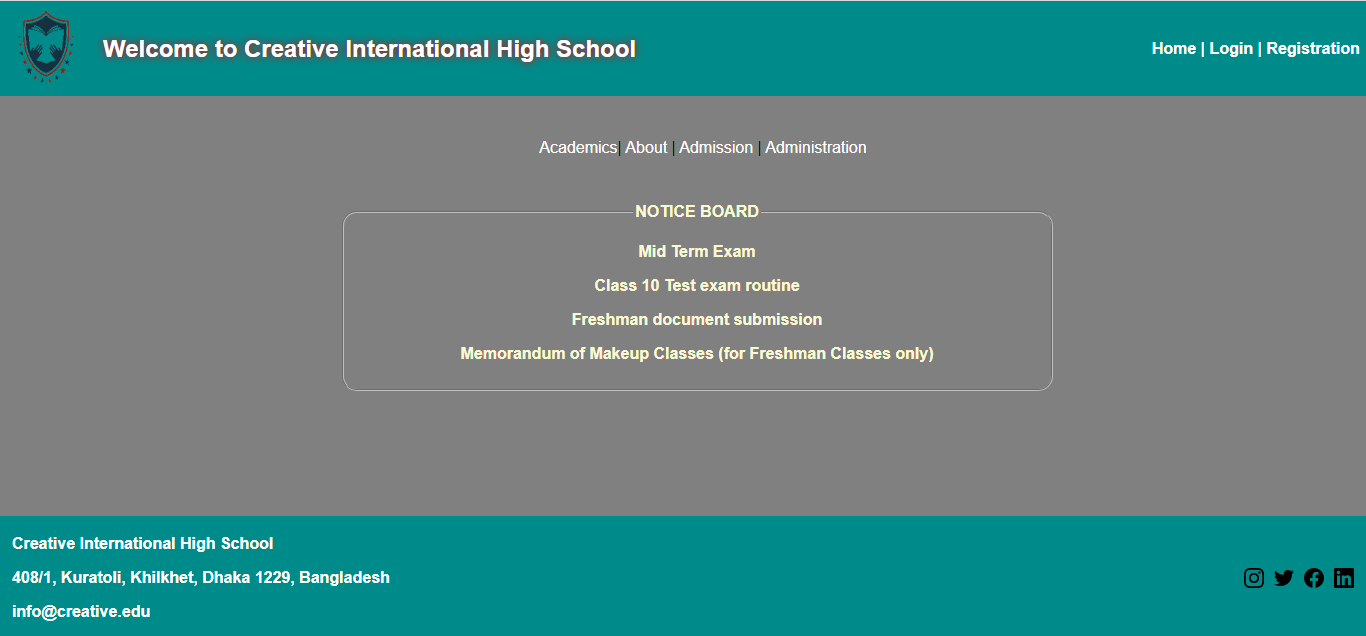 Welcome to Creative International High School
Home | Login | Registration
Academics| About | Admission | Administration
NOTICE BOARD
Mid Term Exam
Class 10 Test exam routine
Freshman document submission
Memorandum of Makeup Classes (for Freshman Classes only)
Creative International High School
408/1, Kuratoli, Khilkhet, Dhaka 1229, Bangladesh
info@creative.edu